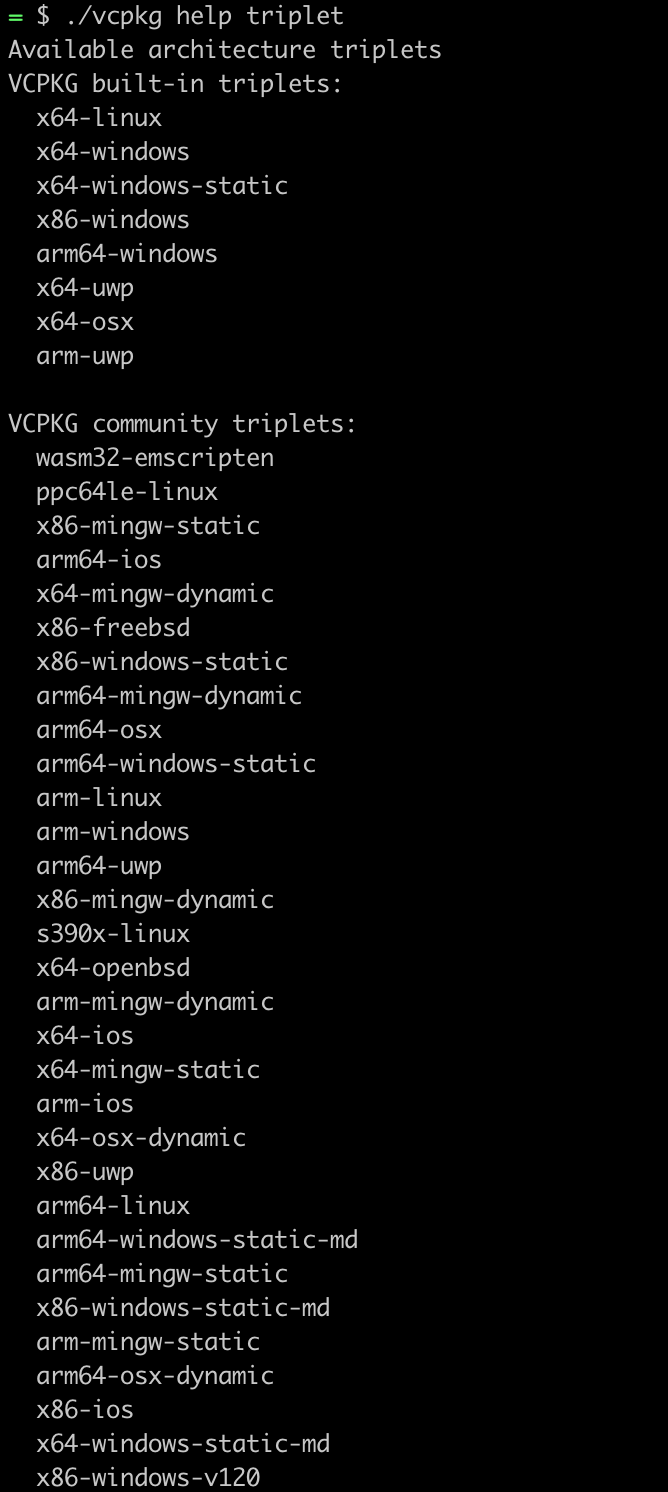 = $ ./vcpkg help triplet
Available architecture triplets
VCPKG built-in triplets:
  x64-linux
  x64-windows
  x64-windows-static
  x86-windows
  arm64-windows
  x64-uwp
  x64-osx
  arm-uwp

VCPKG community triplets:
  wasm32-emscripten
  ppc64le-linux
  x86-mingw-static
  arm64-ios
  x64-mingw-dynamic
  x86-freebsd
  x86-windows-static
  arm64-mingw-dynamic
  arm64-osx
  arm64-windows-static
  arm-linux
  arm-windows
  arm64-uwp
  x86-mingw-dynamic
  s390x-linux
  x64-openbsd
  arm-mingw-dynamic
  x64-ios
  x64-mingw-static
  arm-ios
  x64-osx-dynamic
  x86-uwp
  arm64-linux
  arm64-windows-static-md
  arm64-mingw-static
  x86-windows-static-md
  arm-mingw-static
  arm64-osx-dynamic
  x86-ios
  x64-windows-static-md
  x86-windows-v120